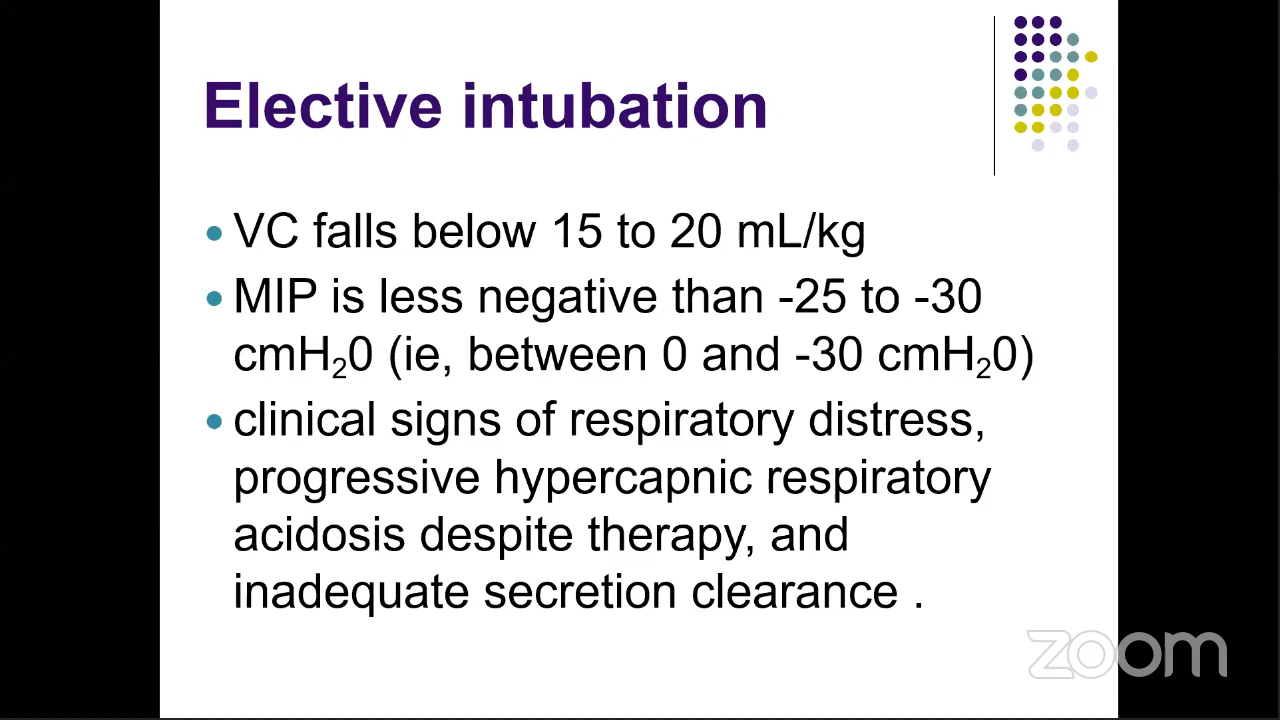 Elective intubation
• VC falls below 15 to 20 mL/kg
• MIP is less negative than -25 to -30
cmH₂0 (ie, between 0 and -30 cmH₂0)
• clinical signs of respiratory distress,
progressive hypercapnic respiratory
acidosis despite therapy, and
inadequate secretion clearance .
zoom